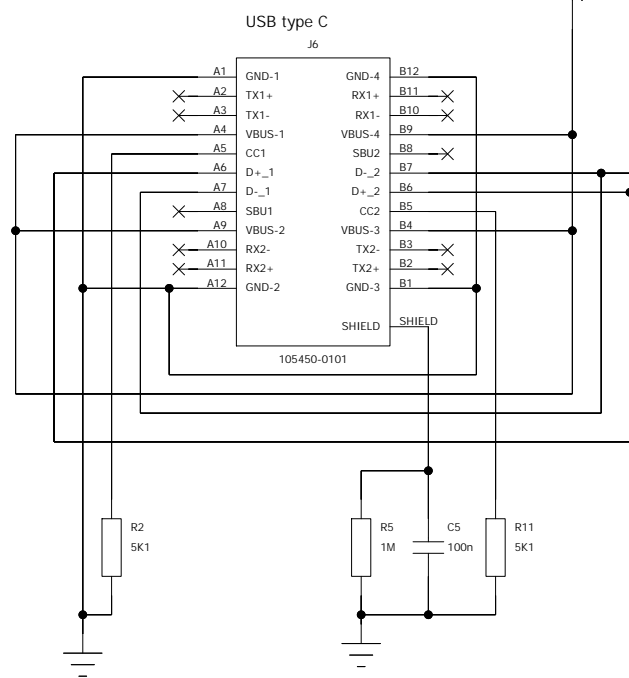 USB type C
J6
A1 GND-1 GND-4 B12
A2 TX1+ RX1+ B11
A3 TX1- RX1- B10
A4 VBUS-1 VBUS-4 B9
A5 CC1 SBU2 B8
A6 D+_1 D-_2 B7
A7 D-_1 D+_2 B6
A8 SBU1 CC2 B5
A9 VBUS-2 VBUS-3 B4
A10 RX2- TX2- B3
A11 RX2+ TX2+ B2
A12 GND-2 GND-3 B1
SHIELD SHIELD
105450-0101
R2 R5 C5 R11
5K1 1M 100n 5K1